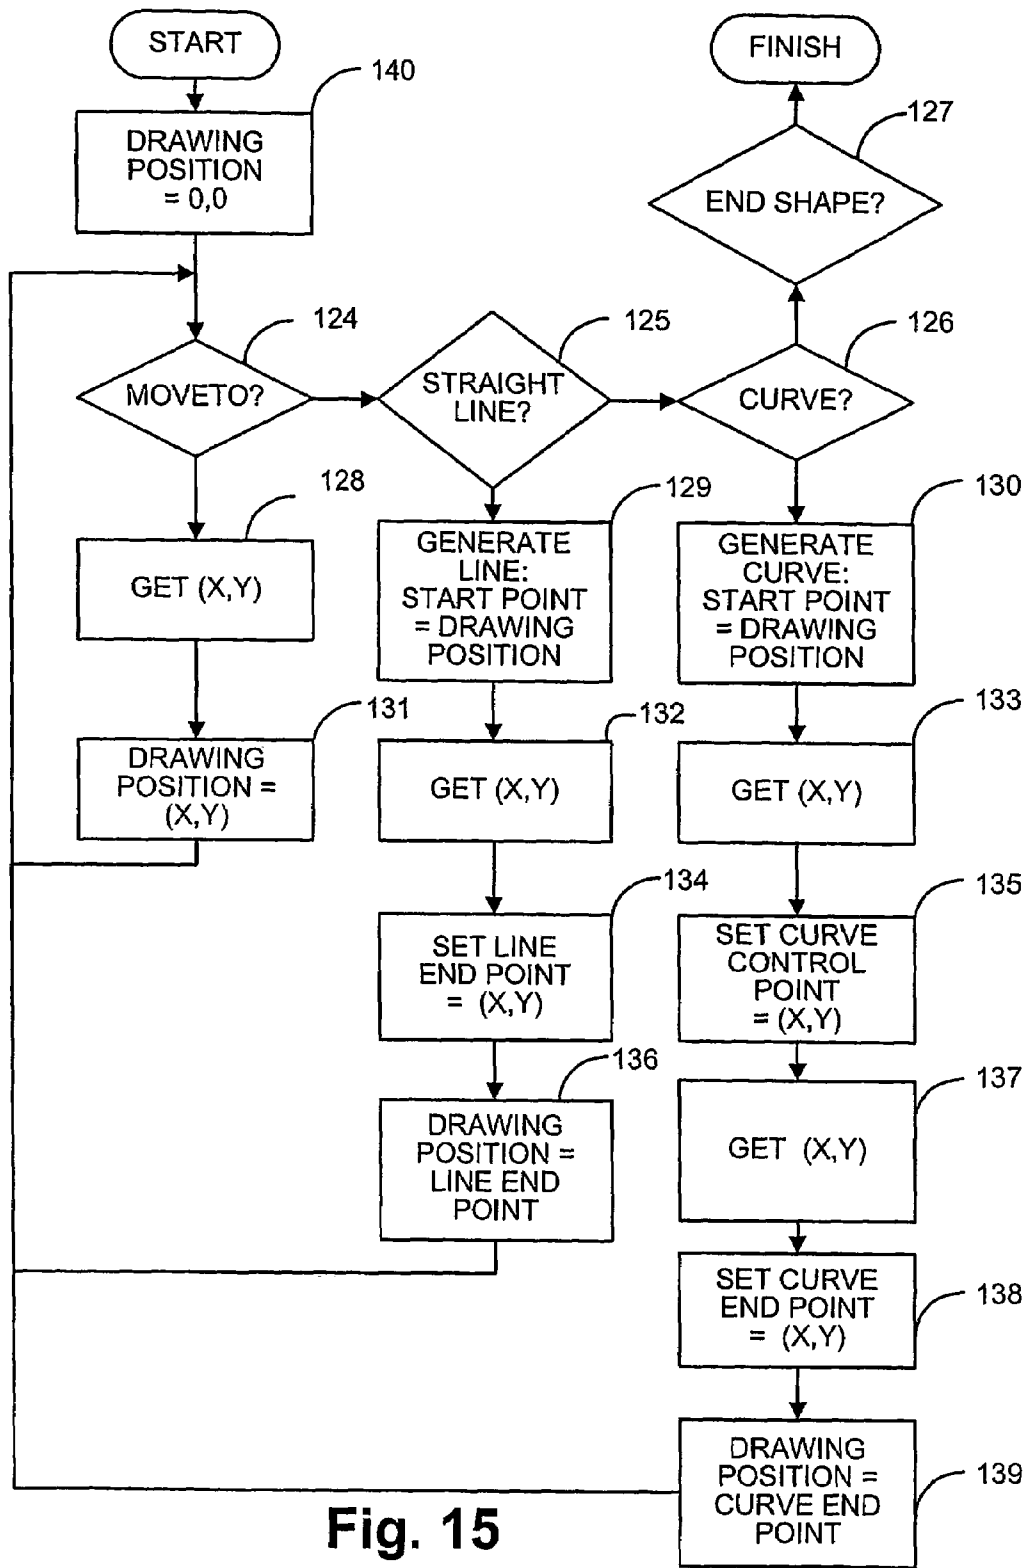 START
140
DRAWING
POSITION
= 0,0
FINISH
127
END SHAPE?
124
MOVETO?
125
STRAIGHT
LINE?
126
CURVE?
128
GET (X,Y)
129
GENERATE
LINE:
START POINT
= DRAWING
POSITION
130
GENERATE
CURVE:
START POINT
= DRAWING
POSITION
131
DRAWING
POSITION =
(X,Y)
132
GET (X,Y)
133
GET (X,Y)
134
SET LINE
END POINT
= (X,Y)
135
SET CURVE
CONTROL
POINT
= (X,Y)
136
DRAWING
POSITION =
LINE END
POINT
137
GET (X,Y)
138
SET CURVE
END POINT
= (X,Y)
139
DRAWING
POSITION =
CURVE END
POINT
Fig. 15